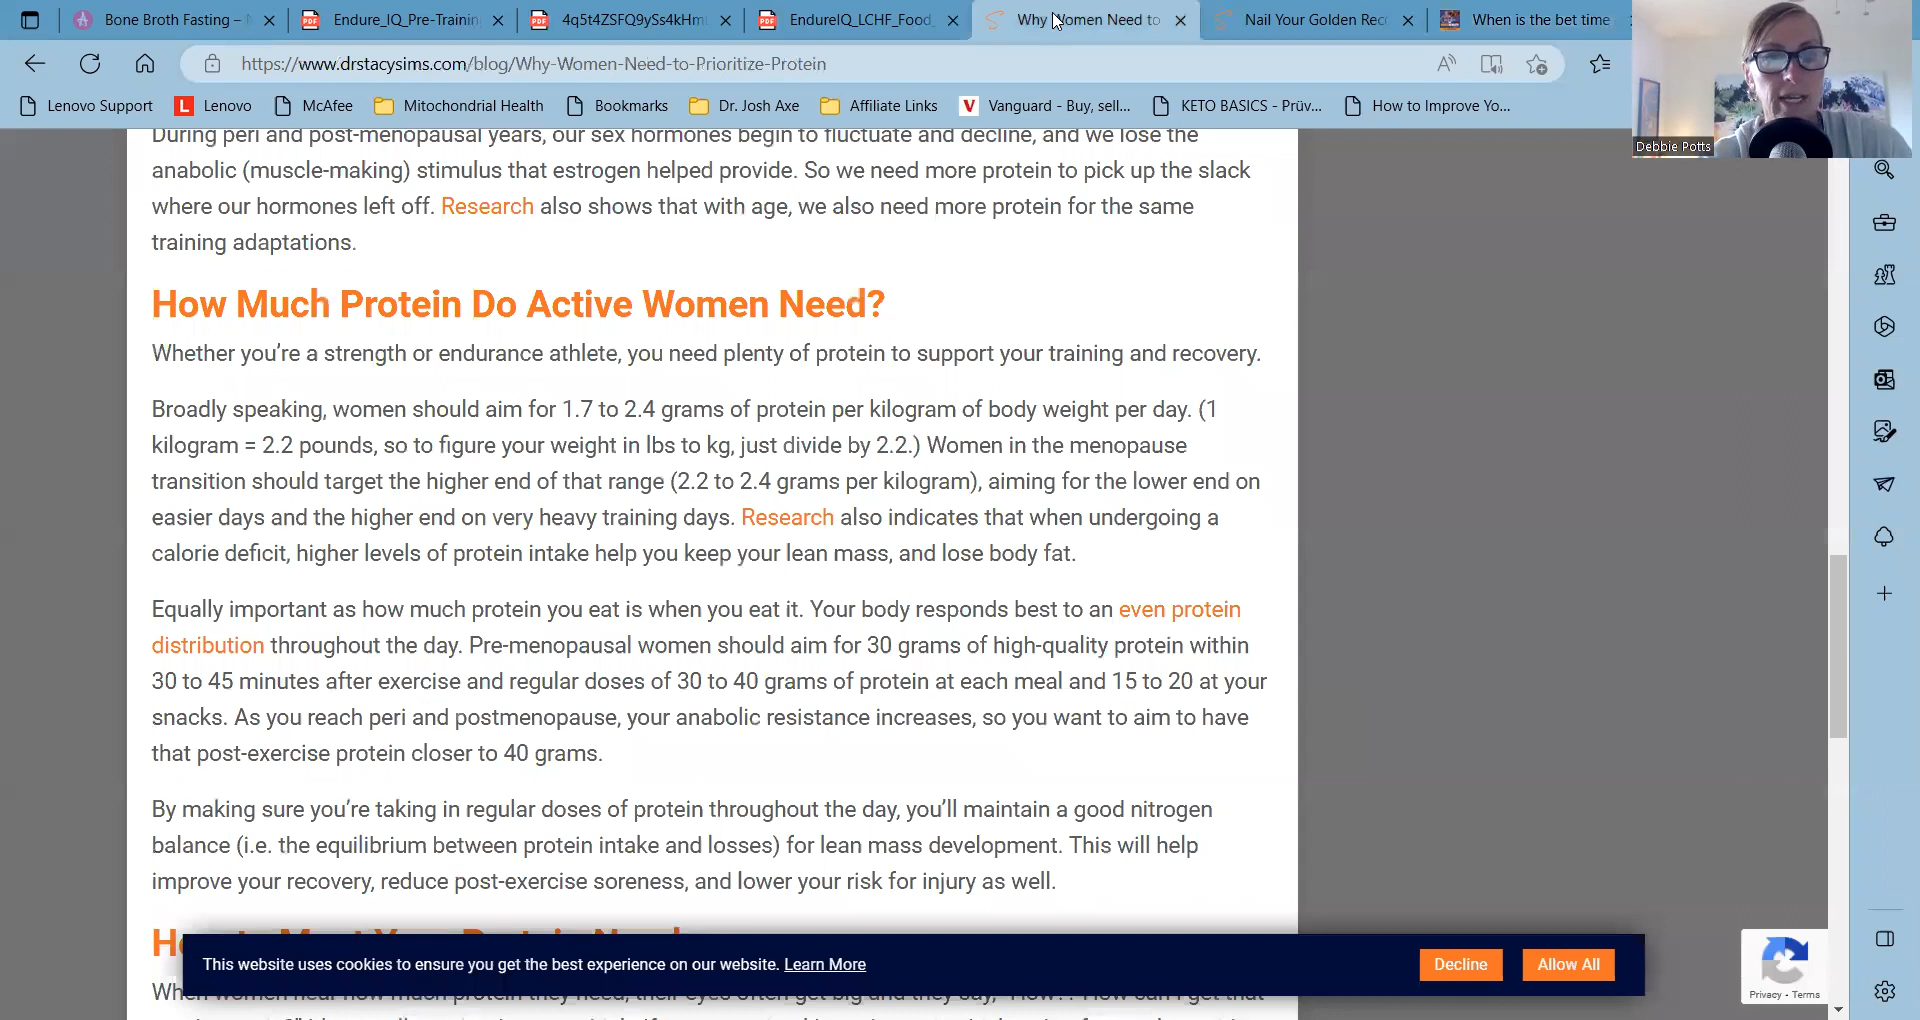 Bone Broth Fasting –
Endure_IQ_Pre-Trainin
4q5t4ZSFQ9ySs4kHm
EndureIQ_LCHF_Food_
Why Women Need to
Nail Your Golden Rec
When is the bet time
https://www.drstacysims.com/blog/Why-Women-Need-to-Prioritize-Protein
Lenovo Support
L Lenovo
McAfee
Mitochondrial Health
Bookmarks
Dr. Josh Axe
Affiliate Links
V Vanguard - Buy, sell...
KETO BASICS - Prüv...
How to Improve Yo...
Debbie Potts
During peri and post-menopausal years, our sex hormones begin to fluctuate and decline, and we lose the
anabolic (muscle-making) stimulus that estrogen helped provide. So we need more protein to pick up the slack
where our hormones left off. Research also shows that with age, we also need more protein for the same
training adaptations.
How Much Protein Do Active Women Need?
Whether you're a strength or endurance athlete, you need plenty of protein to support your training and recovery.
Broadly speaking, women should aim for 1.7 to 2.4 grams of protein per kilogram of body weight per day. (1
kilogram = 2.2 pounds, so to figure your weight in lbs to kg, just divide by 2.2.) Women in the menopause
transition should target the higher end of that range (2.2 to 2.4 grams per kilogram), aiming for the lower end on
easier days and the higher end on very heavy training days. Research also indicates that when undergoing a
calorie deficit, higher levels of protein intake help you keep your lean mass, and lose body fat.
Equally important as how much protein you eat is when you eat it. Your body responds best to an even protein
distribution throughout the day. Pre-menopausal women should aim for 30 grams of high-quality protein within
30 to 45 minutes after exercise and regular doses of 30 to 40 grams of protein at each meal and 15 to 20 at your
snacks. As you reach peri and postmenopause, your anabolic resistance increases, so you want to aim to have
that post-exercise protein closer to 40 grams.
By making sure you're taking in regular doses of protein throughout the day, you'll maintain a good nitrogen
balance (i.e. the equilibrium between protein intake and losses) for lean mass development. This will help
improve your recovery, reduce post-exercise soreness, and lower your risk for injury as well.
This website uses cookies to ensure you get the best experience on our website. Learn More
Decline
Allow All
Privacy - Terms